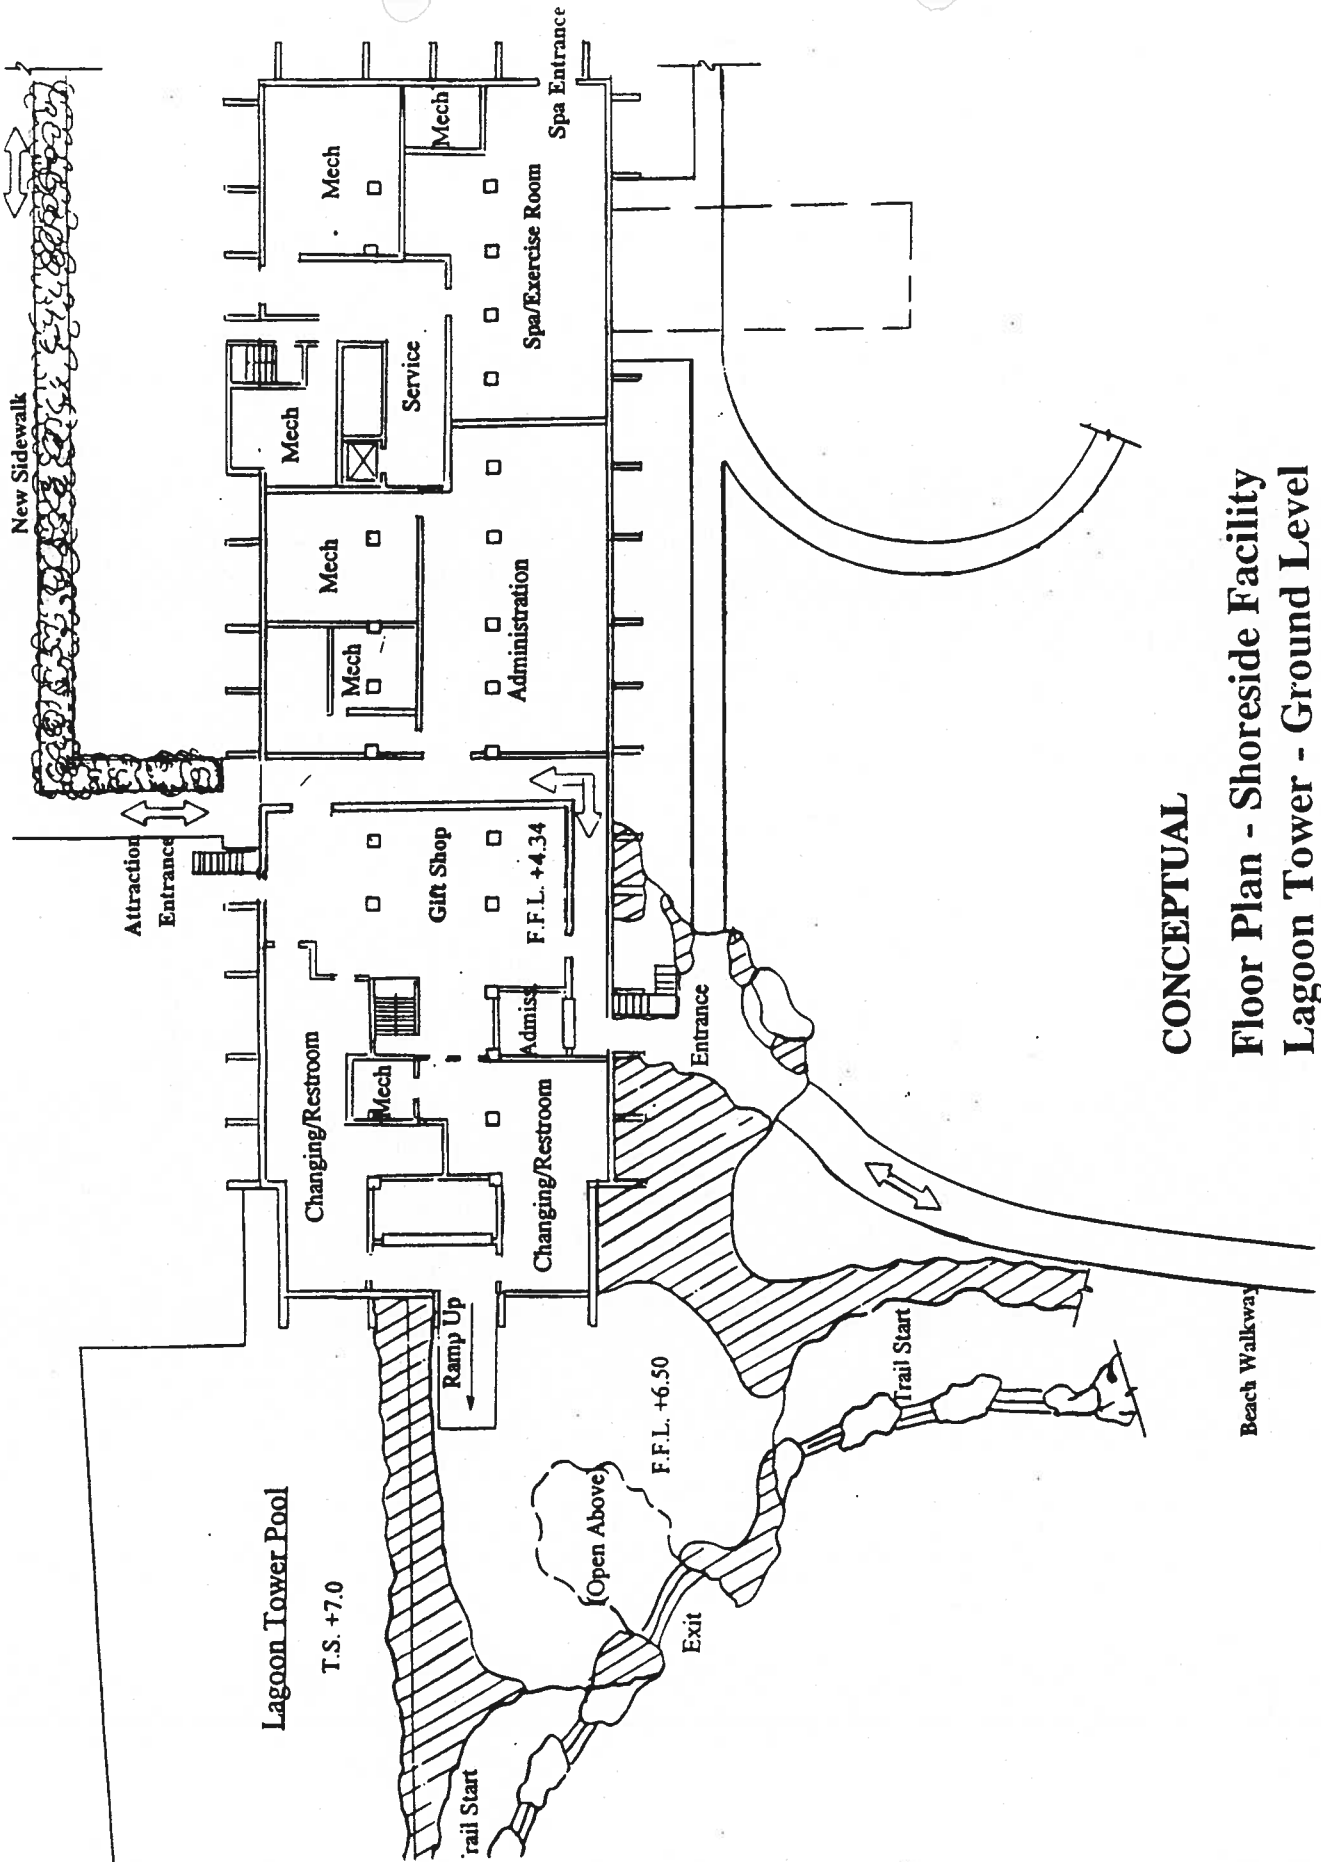 New Sidewalk
Attraction
Entrance
Mech
Mech
Spa Entrance
Spa/Exercise Room
Service
Mech
Mech
Mech
Administration
Gift Shop
F.F.L. +4.34
Admiss.
Entrance
Changing/Restroom
Mech
Changing/Restroom
Ramp Up
Lagoon Tower Pool
T.S. +7.0
F.F.L. +6.50
(Open Above)
Exit
Trail Start
rail Start
Beach Walkway
CONCEPTUAL
Floor Plan - Shoreside Facility
Lagoon Tower - Ground Level